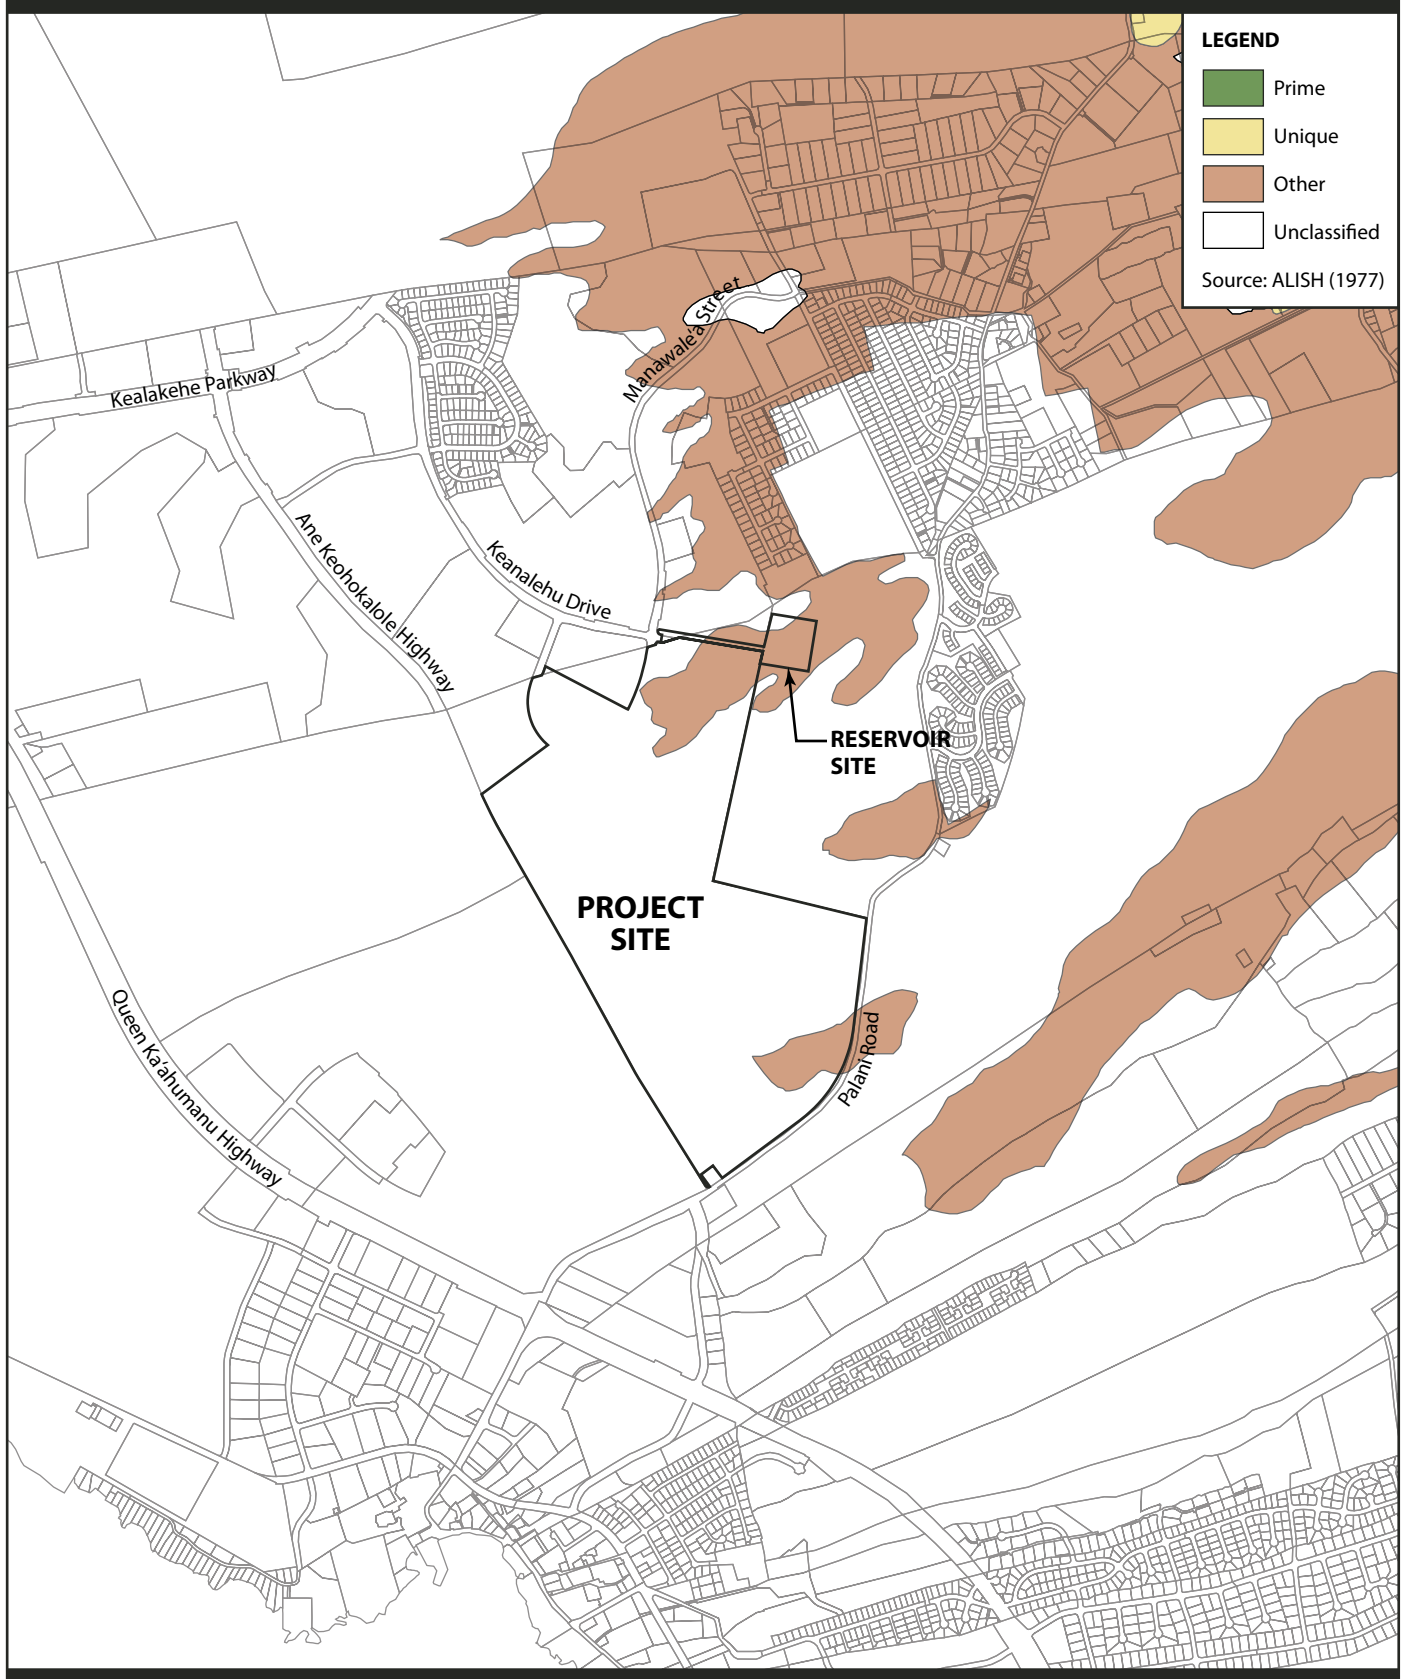 LEGEND
Prime
Unique
Other
Unclassified
Source: ALISH (1977)
Manawale'a Street
Kealakehe Parkway
Ane Keohokalole Highway
Keanalehu Drive
RESERVOIR
SITE
PROJECT
SITE
Queen Ka'ahumanu Highway
Palani Road